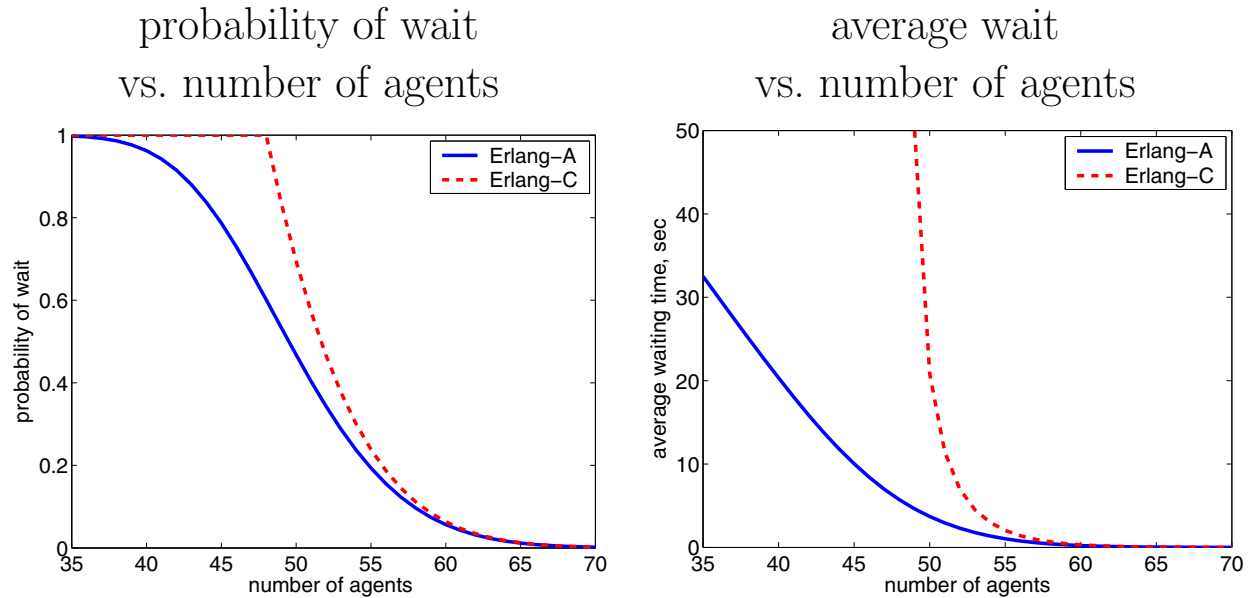 probability of wait
vs. number of agents
1
0.8
0.6
0.4
0.2
0
probability of wait
35 40 45 50 55 60 65 70
number of agents
Erlang−A
Erlang−C
average wait
vs. number of agents
50
40
30
20
10
0
average waiting time, sec
35 40 45 50 55 60 65 70
number of agents
Erlang−A
Erlang−C